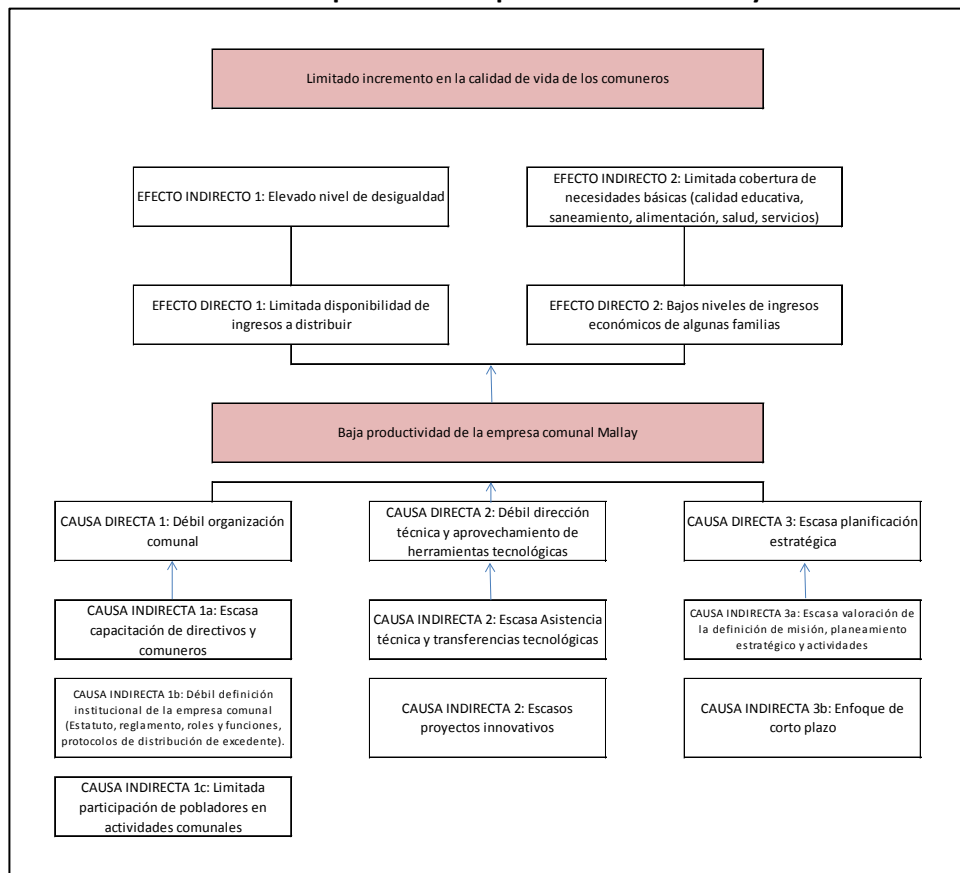 Limitado incremento en la calidad de vida de los comuneros
EFECTO INDIRECTO 1: Elevado nivel de desigualdad
EFECTO INDIRECTO 2: Limitada cobertura de
necesidades básicas (calidad educativa,
saneamiento, alimentación, salud, servicios)
EFECTO DIRECTO 1: Limitada disponibilidad de
ingresos a distribuir
EFECTO DIRECTO 2: Bajos niveles de ingresos
económicos de algunas familias
Baja productividad de la empresa comunal Mallay
CAUSA DIRECTA 1: Débil organización
comunal
CAUSA DIRECTA 2: Débil dirección
técnica y aprovechamiento de
herramientas tecnológicas
CAUSA DIRECTA 3: Escasa planificación
estratégica
CAUSA INDIRECTA 1a: Escasa
capacitación de directivos y
comuneros
CAUSA INDIRECTA 2: Escasa Asistencia
técnica y transferencias tecnológicas
CAUSA INDIRECTA 3a: Escasa valoración de
la definición de misión, planeamiento
estratégico y actividades
CAUSA INDIRECTA 1b: Débil definición
institucional de la empresa comunal
(Estatuto, reglamento, roles y funciones,
protocolos de distribución de excedente).
CAUSA INDIRECTA 2: Escasos
proyectos innovativos
CAUSA INDIRECTA 3b: Enfoque de
corto plazo
CAUSA INDIRECTA 1c: Limitada
participación de pobladores en
actividades comunales